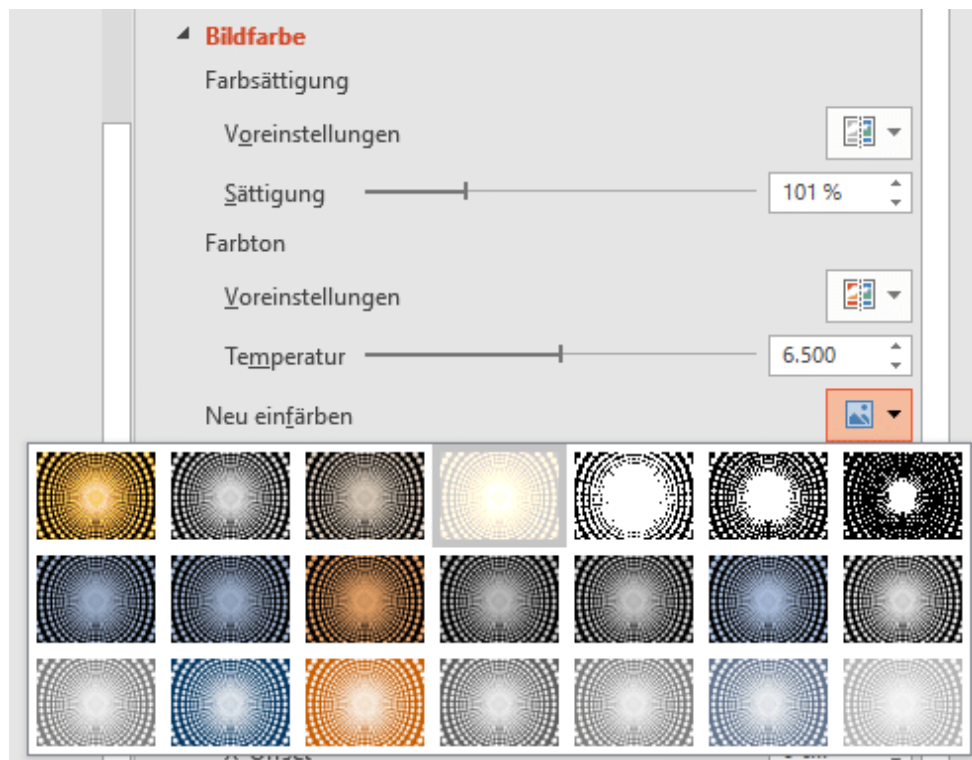 Bildfarbe
Farbsättigung
Voreinstellungen
Sättigung 101 %
Farbton
Voreinstellungen
Temperatur 6.500
Neu einfärben